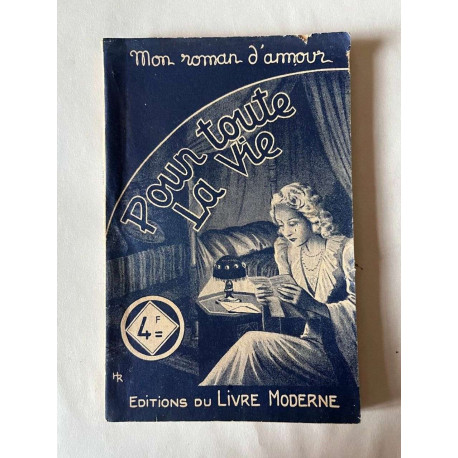 Mon roman d'amour
Pour toute
La Vie
4F=
HR
EDITIONS DU LIVRE MODERNE